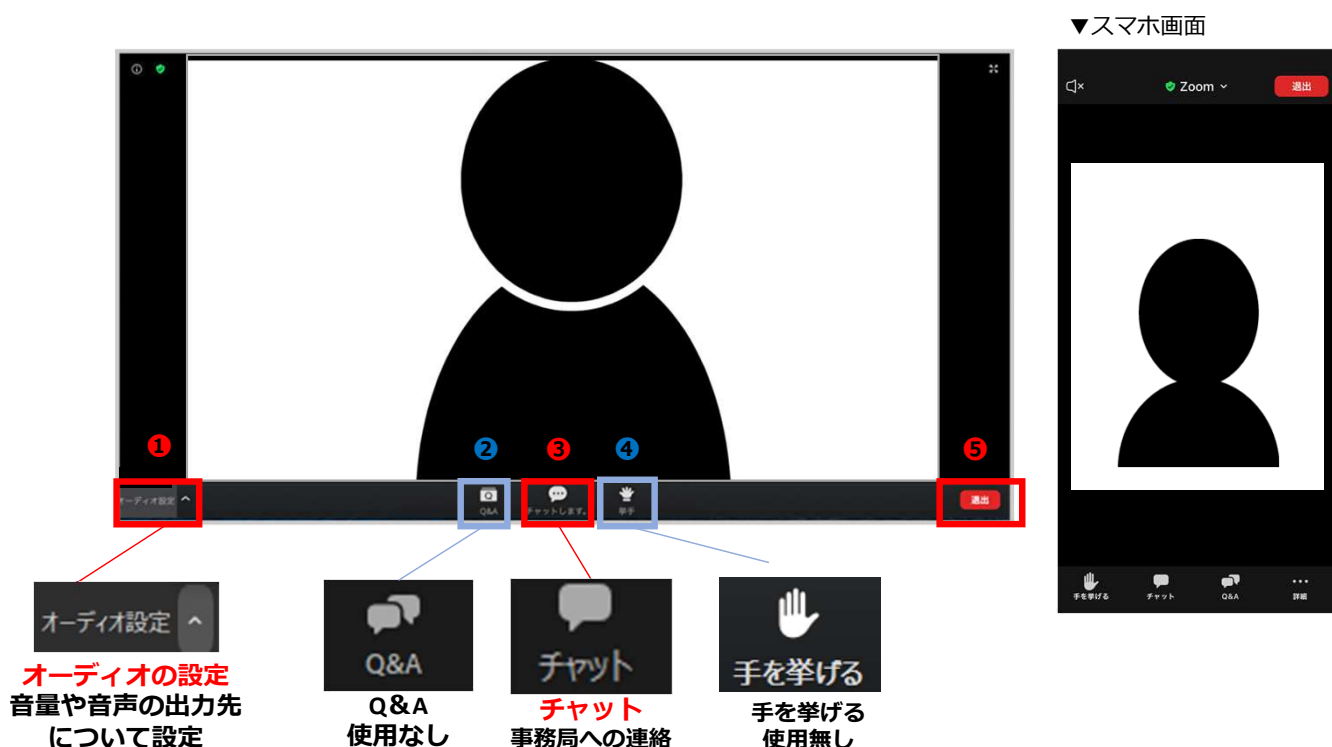 ▼スマホ画面
Zoom
退出
❶
❷
❸
❹
❺
オーディオ設定
Q&A
チャットします。
挙手
退出
手を挙げる
チャット
Q&A
詳細
オーディオ設定
Q&A
チャット
手を挙げる
オーディオの設定
音量や音声の出力先
について設定
Q&A
使用なし
チャット
事務局への連絡
手を挙げる
使用無し